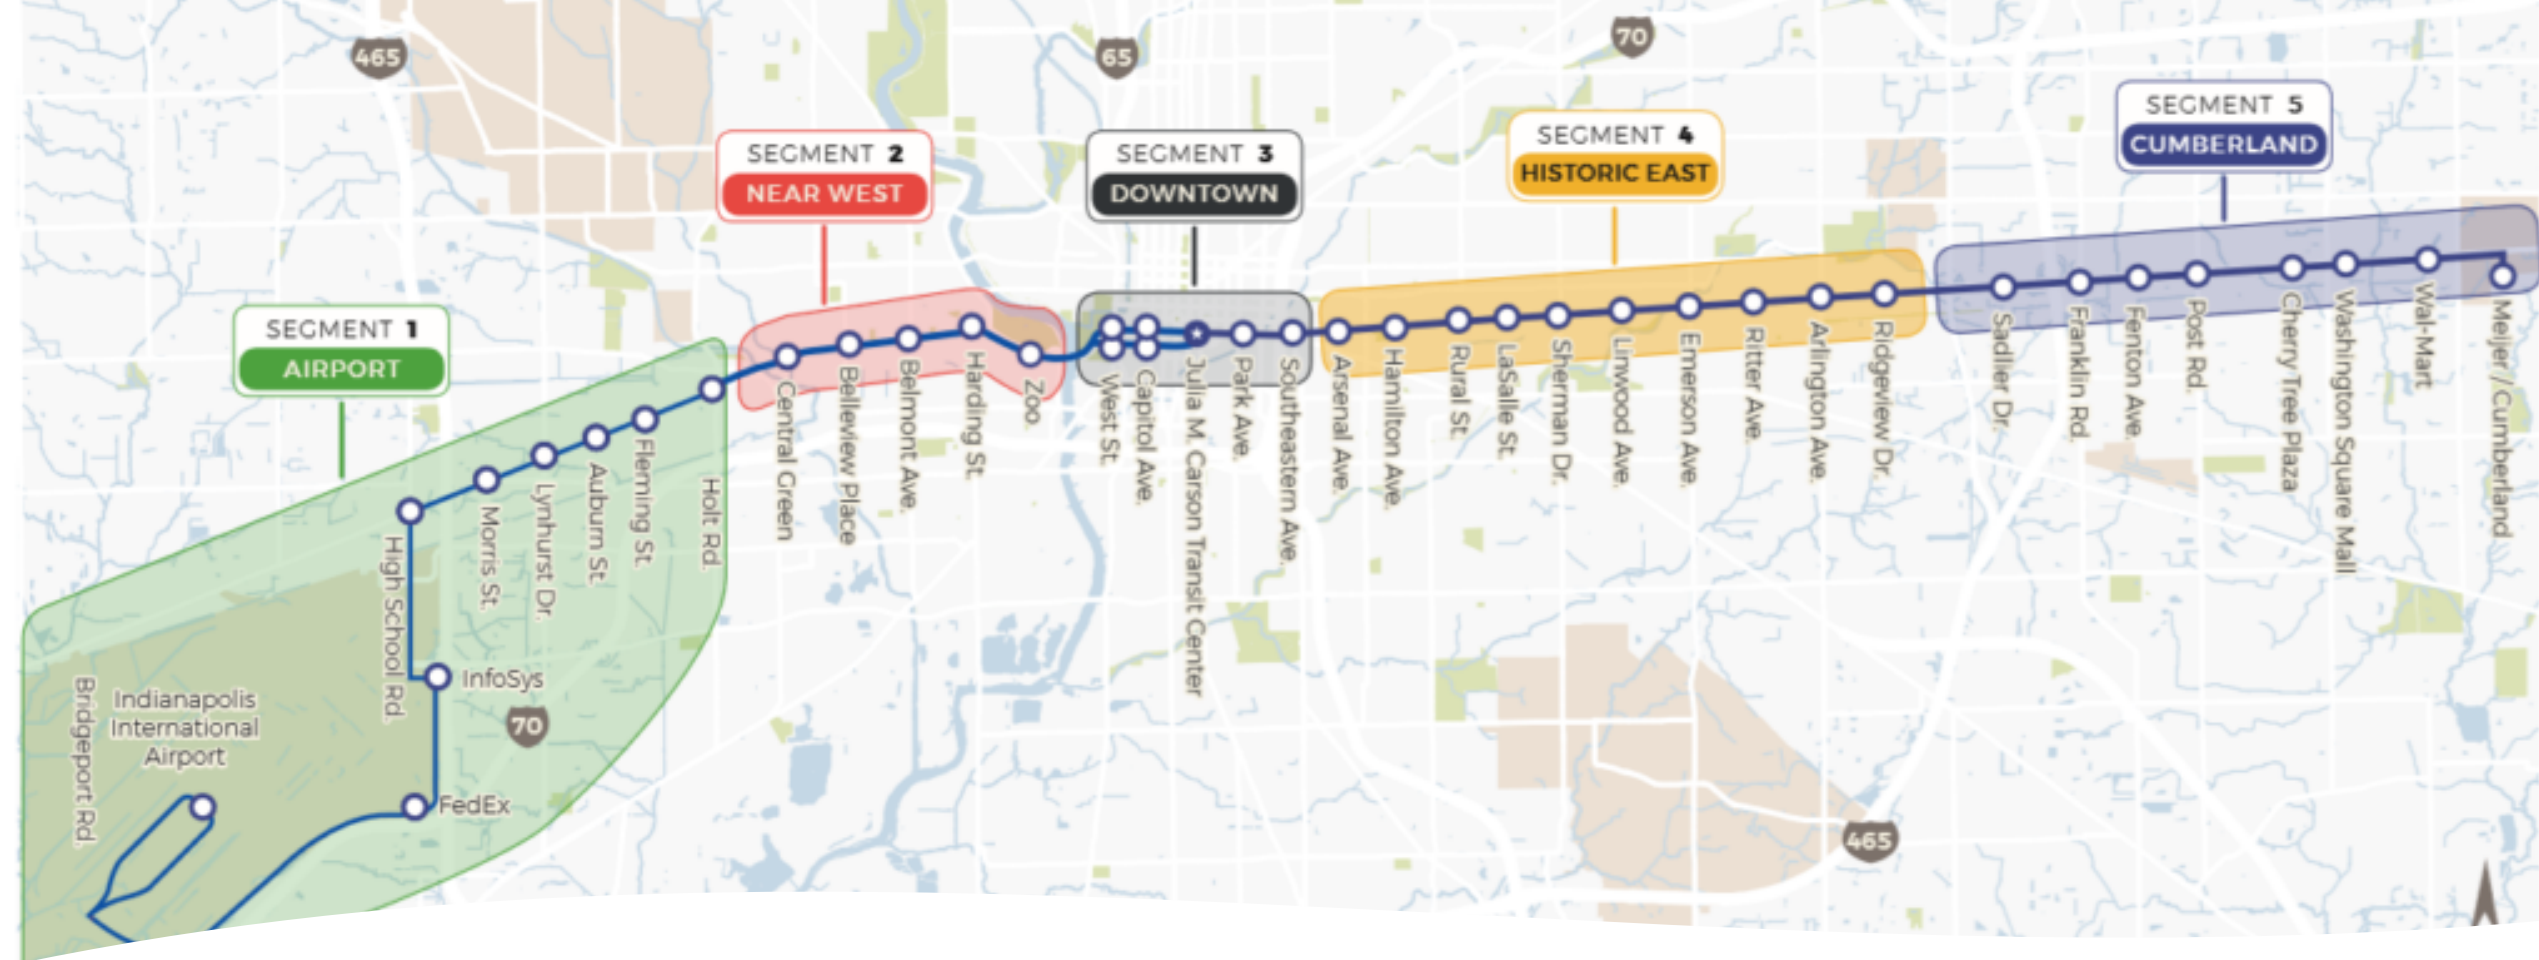 465
65
70
SEGMENT 5
CUMBERLAND
SEGMENT 4
HISTORIC EAST
SEGMENT 2
NEAR WEST
SEGMENT 3
DOWNTOWN
SEGMENT 1
AIRPORT
High School Rd.
Morris St.
Lynhurst Dr.
Auburn St.
Fleming St.
Holt Rd.
Central Green
Belleview Place
Belmont Ave.
Harding St.
Zoo
West St.
Capitol Ave.
Julia M. Carson Transit Center
Park Ave.
Southeastern Ave.
Arsenal Ave.
Hamilton Ave.
Rural St.
LaSalle St.
Sherman Dr.
Linwood Ave.
Emerson Ave.
Ritter Ave.
Arlington Ave.
Ridgeview Dr.
Sadlier Dr.
Franklin Rd.
Fenton Ave.
Post Rd.
Cherry Tree Plaza
Washington Square Mall
Wal-Mart
Meijer / Cumberland
InfoSys
70
Bridgeport Rd.
Indianapolis
International
Airport
FedEx
465